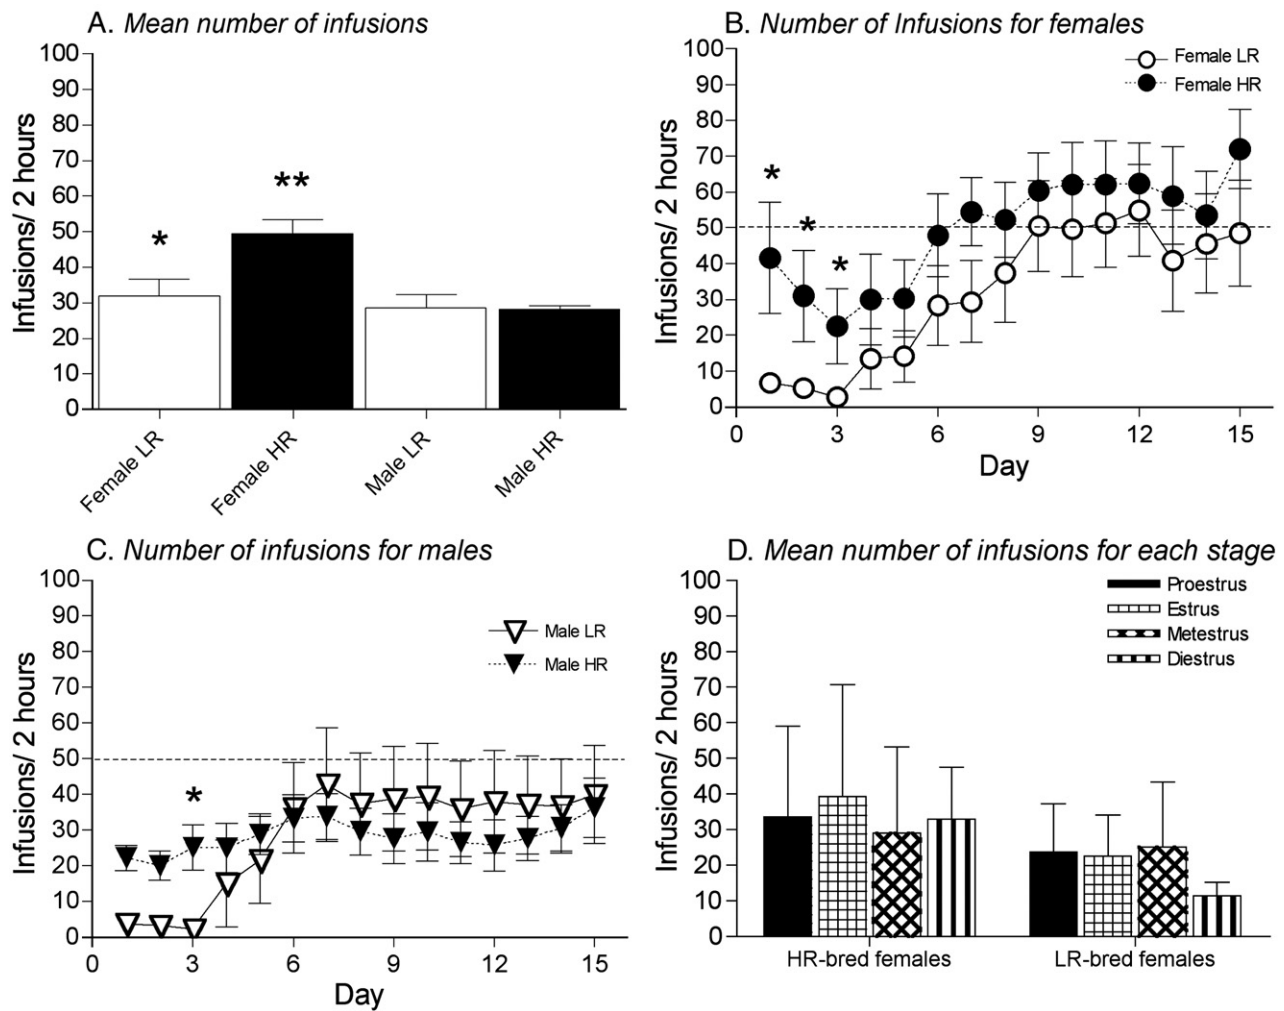 A. Mean number of infusions
Infusions/ 2 hours
100
90
80
70
60
50
40
30
20
10
0
*
**
Female LR
Female HR
Male LR
Male HR
B. Number of Infusions for females
Female LR
Female HR
Infusions/ 2 hours
100
90
80
70
60
50
40
30
20
10
0
*
*
*
0 3 6 9 12 15
Day
C. Number of infusions for males
Male LR
Male HR
Infusions/ 2 hours
100
90
80
70
60
50
40
30
20
10
0
*
0 3 6 9 12 15
Day
D. Mean number of infusions for each stage
Proestrus
Estrus
Metestrus
Diestrus
Infusions/ 2 hours
100
90
80
70
60
50
40
30
20
10
0
HR-bred females LR-bred females